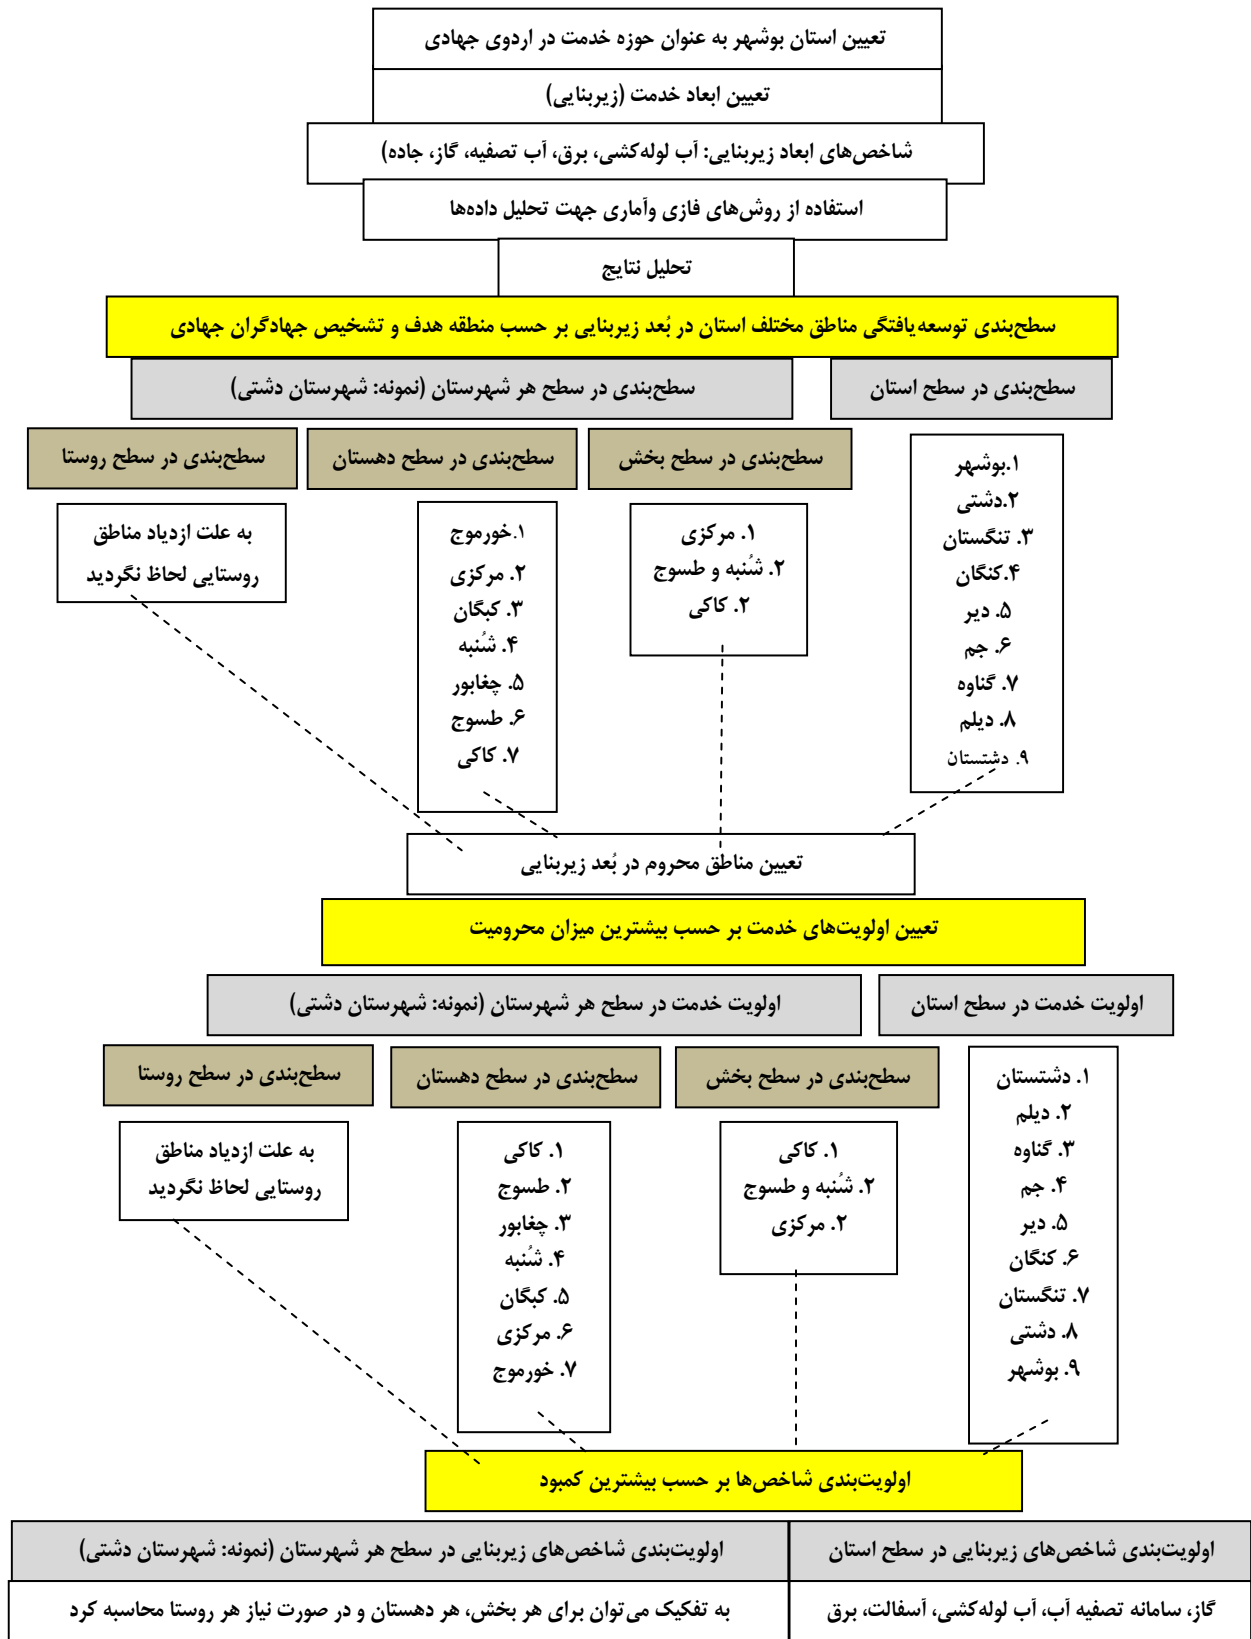 تعیین استان بوشهر به عنوان حوزه خدمت در اردوی جهادی
تعیین ابعاد خدمت (زیربنایی)
شاخص‌های ابعاد زیربنایی: آب لوله‌کشی، برق، آب تصفیه، گاز، جاده)
استفاده از روش‌های فازی وآماری جهت تحلیل داده‌ها
تحلیل نتایج
سطح‌بندی توسعه‌یافتگی مناطق مختلف استان در بُعد زیربنایی بر حسب منطقه هدف و تشخیص جهادگران جهادی
سطح‌بندی در سطح استان
سطح‌بندی در سطح هر شهرستان (نمونه: شهرستان دشتی)
۱.بوشهر
۲.دشتی
۳. تنگستان
۴.کنگان
۵. دیر
۶. جم
۷. گناوه
۸. دیلم
۹. دشتستان
سطح‌بندی در سطح بخش
۱. مرکزی
۲. شُنبه و طسوج
۲. کاکی
سطح‌بندی در سطح دهستان
۱.خورموج
۲. مرکزی
۳. کبگان
۴. شُنبه
۵. چغابور
۶. طسوج
۷. کاکی
سطح‌بندی در سطح روستا
به علت ازدیاد مناطق
روستایی لحاظ نگردید
تعیین مناطق محروم در بُعد زیربنایی
تعیین اولویت‌های خدمت بر حسب بیشترین میزان محرومیت
اولویت خدمت در سطح استان
اولویت خدمت در سطح هر شهرستان (نمونه: شهرستان دشتی)
۱. دشتستان
۲. دیلم
۳. گناوه
۴. جم
۵. دیر
۶. کنگان
۷. تنگستان
۸. دشتی
۹. بوشهر
سطح‌بندی در سطح بخش
۱. کاکی
۲. شُنبه و طسوج
۲. مرکزی
سطح‌بندی در سطح دهستان
۱. کاکی
۲. طسوج
۳. چغابور
۴. شُنبه
۵. کبگان
۶. مرکزی
۷. خورموج
سطح‌بندی در سطح روستا
به علت ازدیاد مناطق
روستایی لحاظ نگردید
اولویت‌بندی شاخص‌ها بر حسب بیشترین کمبود
اولویت‌بندی شاخص‌های زیربنایی در سطح استان
اولویت‌بندی شاخص‌های زیربنایی در سطح هر شهرستان (نمونه: شهرستان دشتی)
گاز، سامانه تصفیه آب، آب لوله‌کشی، آسفالت، برق
به تفکیک می‌توان برای هر بخش، هر دهستان و در صورت نیاز هر روستا محاسبه کرد